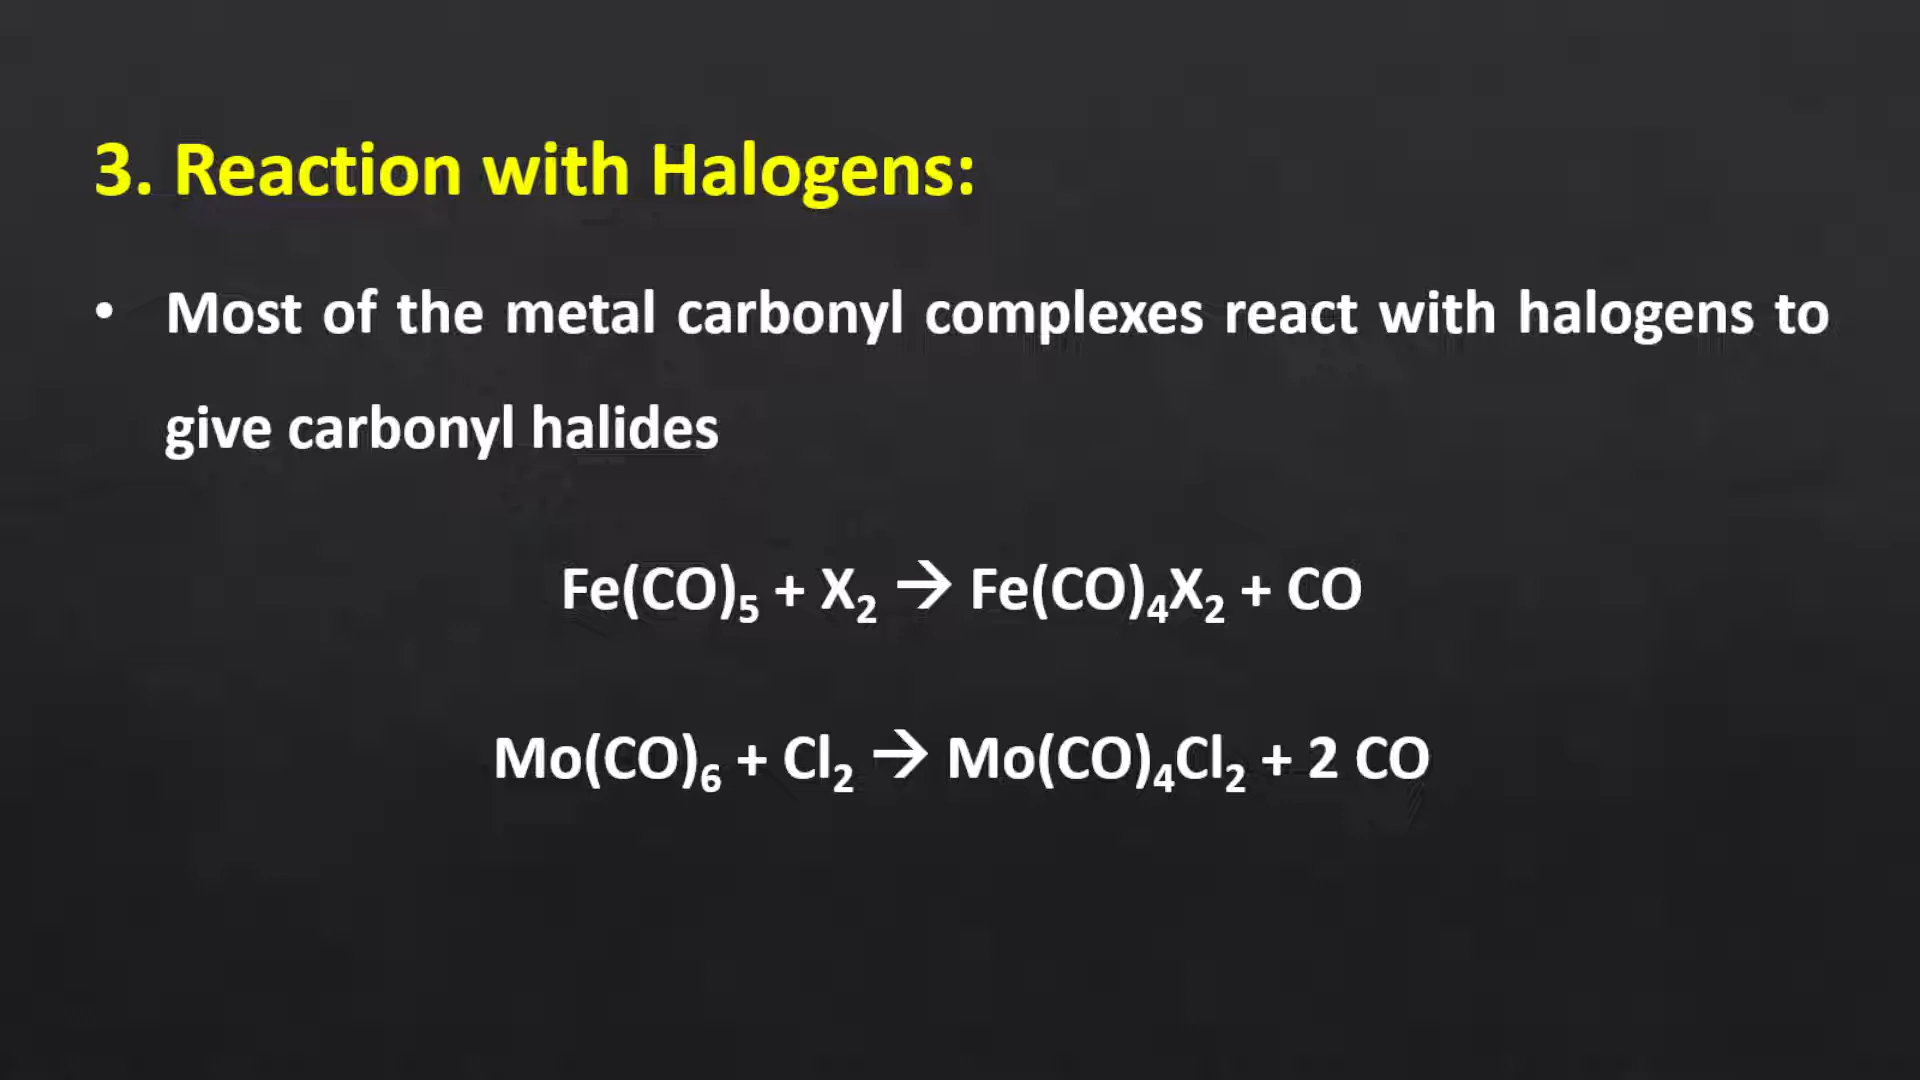 3. Reaction with Halogens:
• Most of the metal carbonyl complexes react with halogens to
give carbonyl halides
Fe(CO)₅ + X₂ → Fe(CO)₄X₂ + CO
Mo(CO)₆ + Cl₂ → Mo(CO)₄Cl₂ + 2 CO